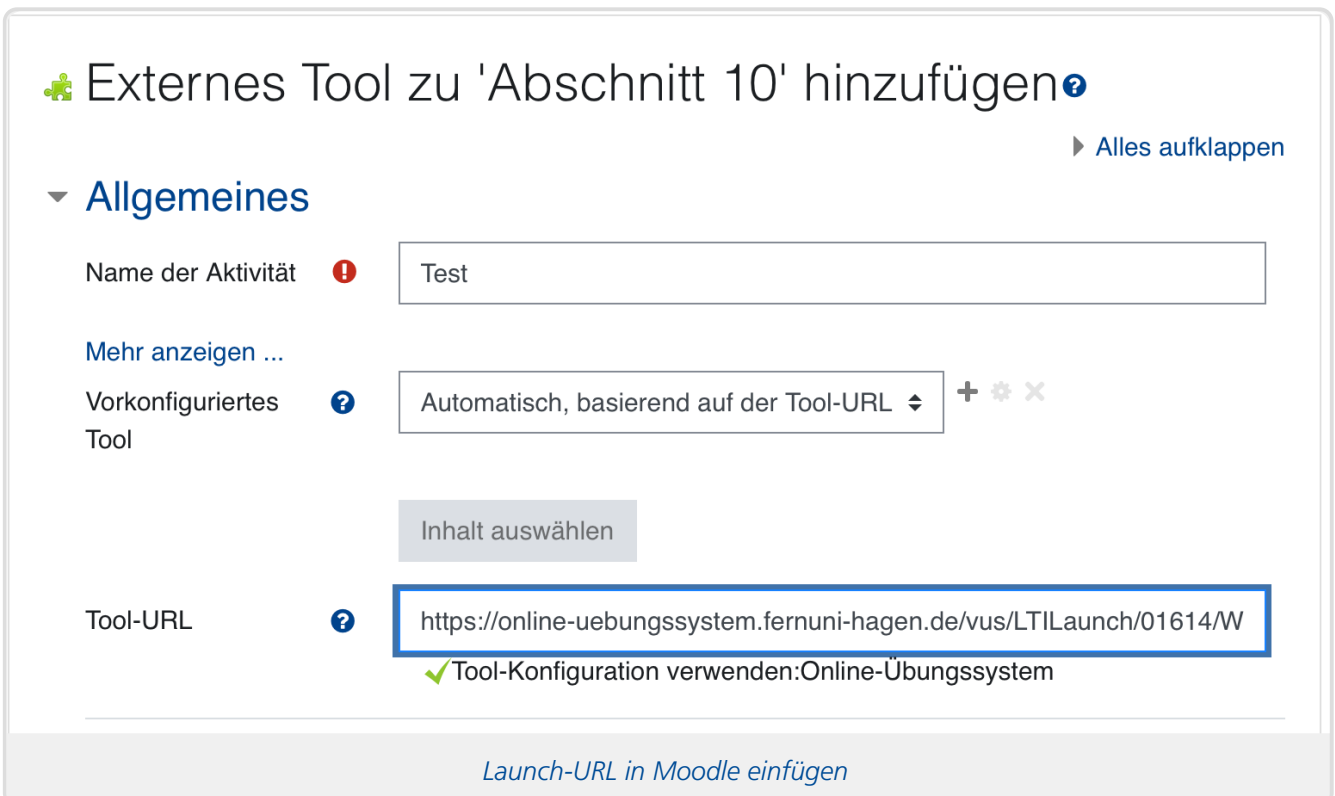 Externes Tool zu 'Abschnitt 10' hinzufügen
Alles aufklappen
Allgemeines
Name der Aktivität
Test
Mehr anzeigen ...
Vorkonfiguriertes
Tool
Automatisch, basierend auf der Tool-URL
Inhalt auswählen
Tool-URL
https://online-uebungssystem.fernuni-hagen.de/vus/LTILaunch/01614/W
Tool-Konfiguration verwenden:Online-Übungssystem
Launch-URL in Moodle einfügen